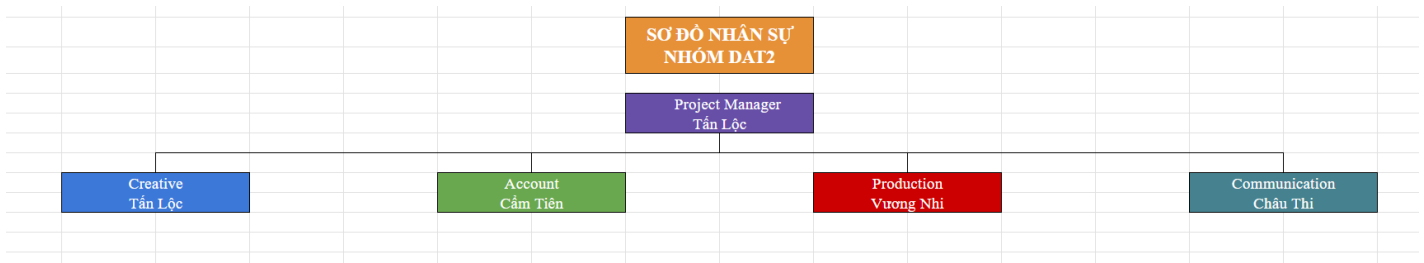 SƠ ĐỒ NHÂN SỰ
NHÓM DAT2
Project Manager
Tấn Lộc
Creative
Tấn Lộc
Account
Cẩm Tiên
Production
Vương Nhi
Communication
Châu Thi